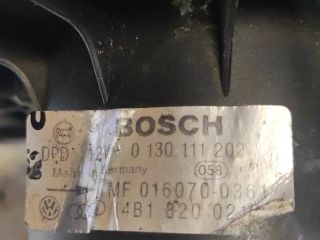 BOSCH
DPD 12V 0 130 111 202
Made in Germany 058
MF 016070-0361
4B1 820 021